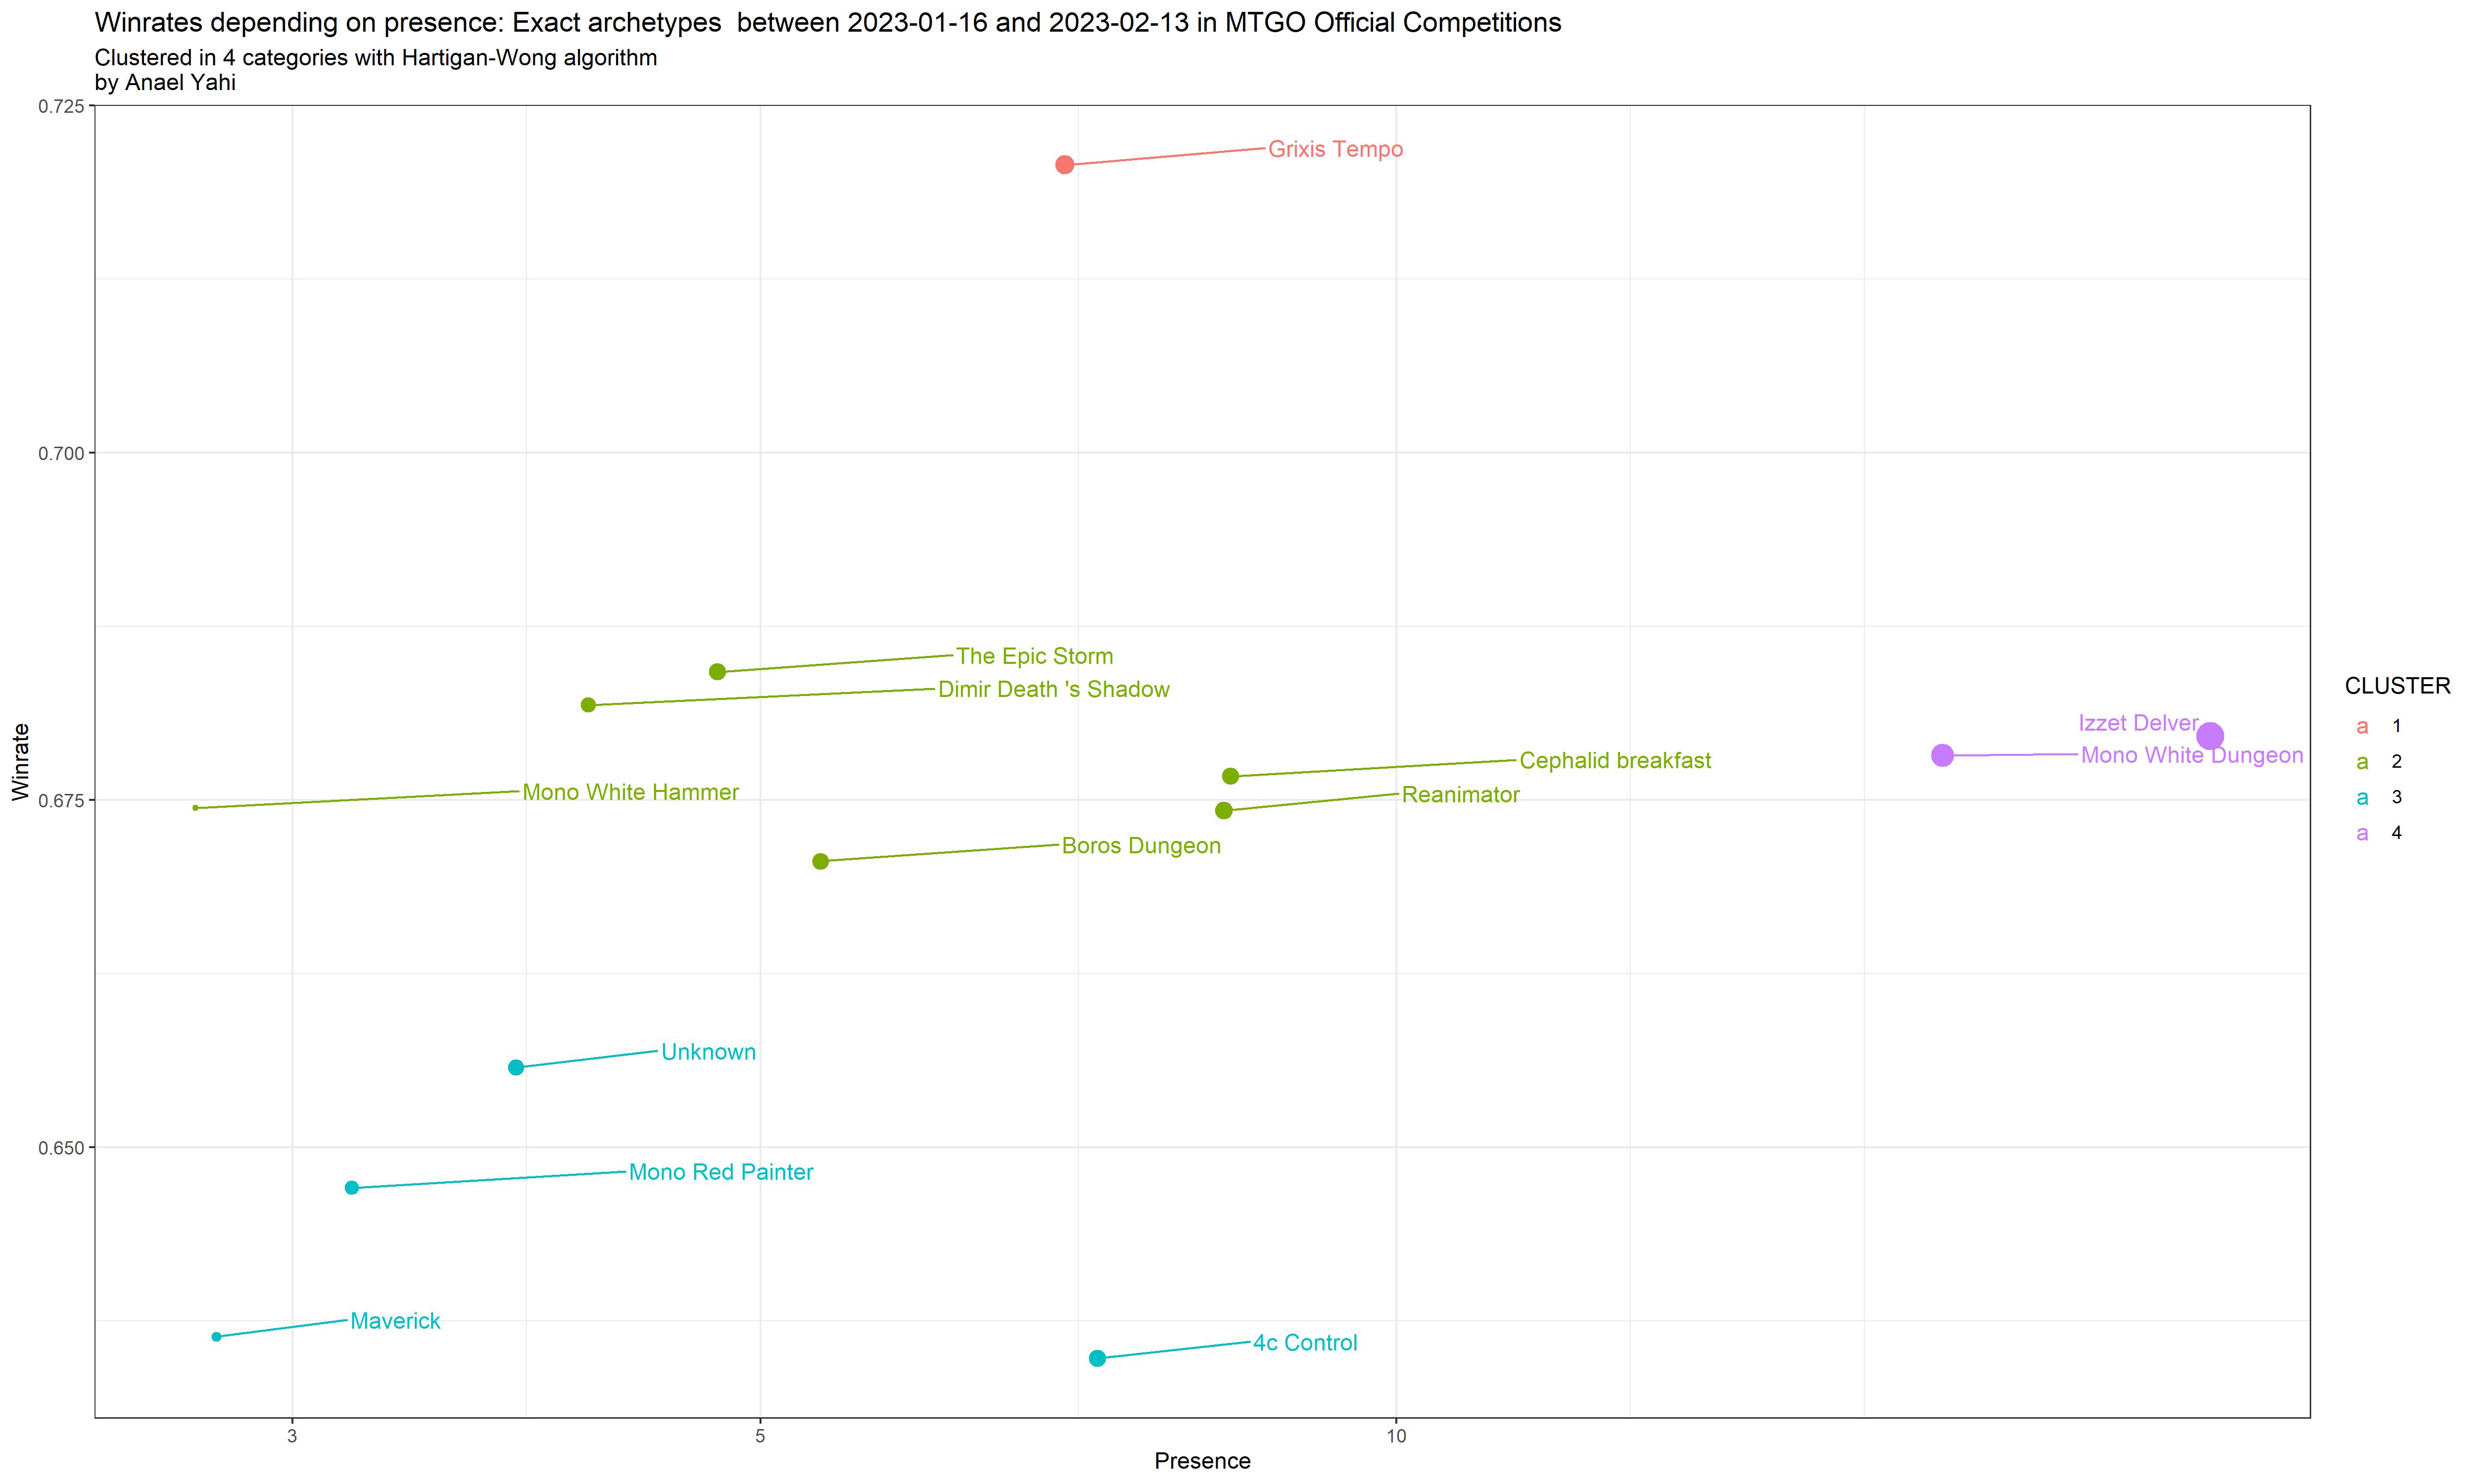 Winrates depending on presence: Exact archetypes  between 2023-01-16 and 2023-02-13 in MTGO Official Competitions
Clustered in 4 categories with Hartigan-Wong algorithm
by Anael Yahi
0.725
Grixis Tempo
0.700
The Epic Storm
Dimir Death 's Shadow
Izzet Delver
Mono White Dungeon
Cephalid breakfast
Mono White Hammer
Reanimator
0.675
Boros Dungeon
Unknown
0.650
Mono Red Painter
Maverick
4c Control
Winrate
3
5
10
Presence
CLUSTER
a 1
a 2
a 3
a 4